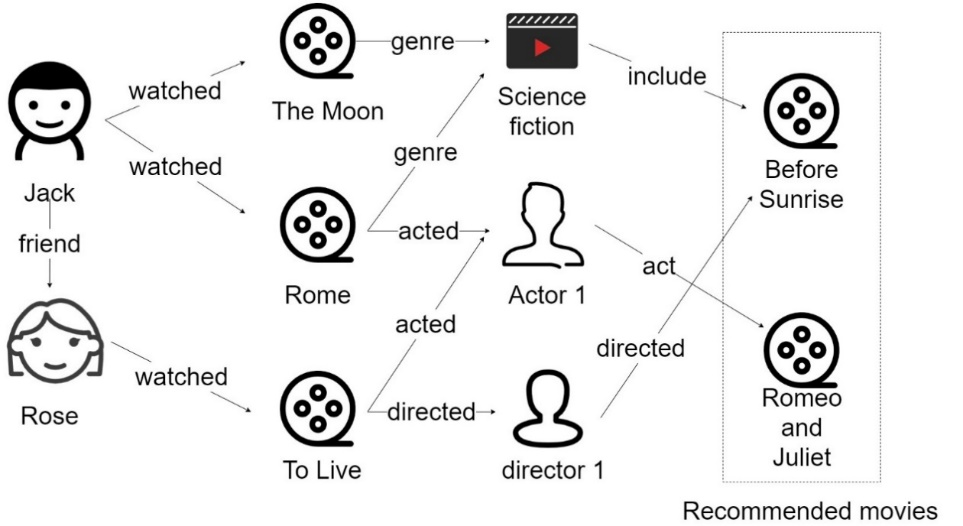 genre
watched
include
The Moon
Science
fiction
watched
genre
Before
Sunrise
Jack
friend
acted
act
Rome
Actor 1
acted
directed
watched
Rose
directed
Romeo
and
Juliet
To Live
director 1
Recommended movies